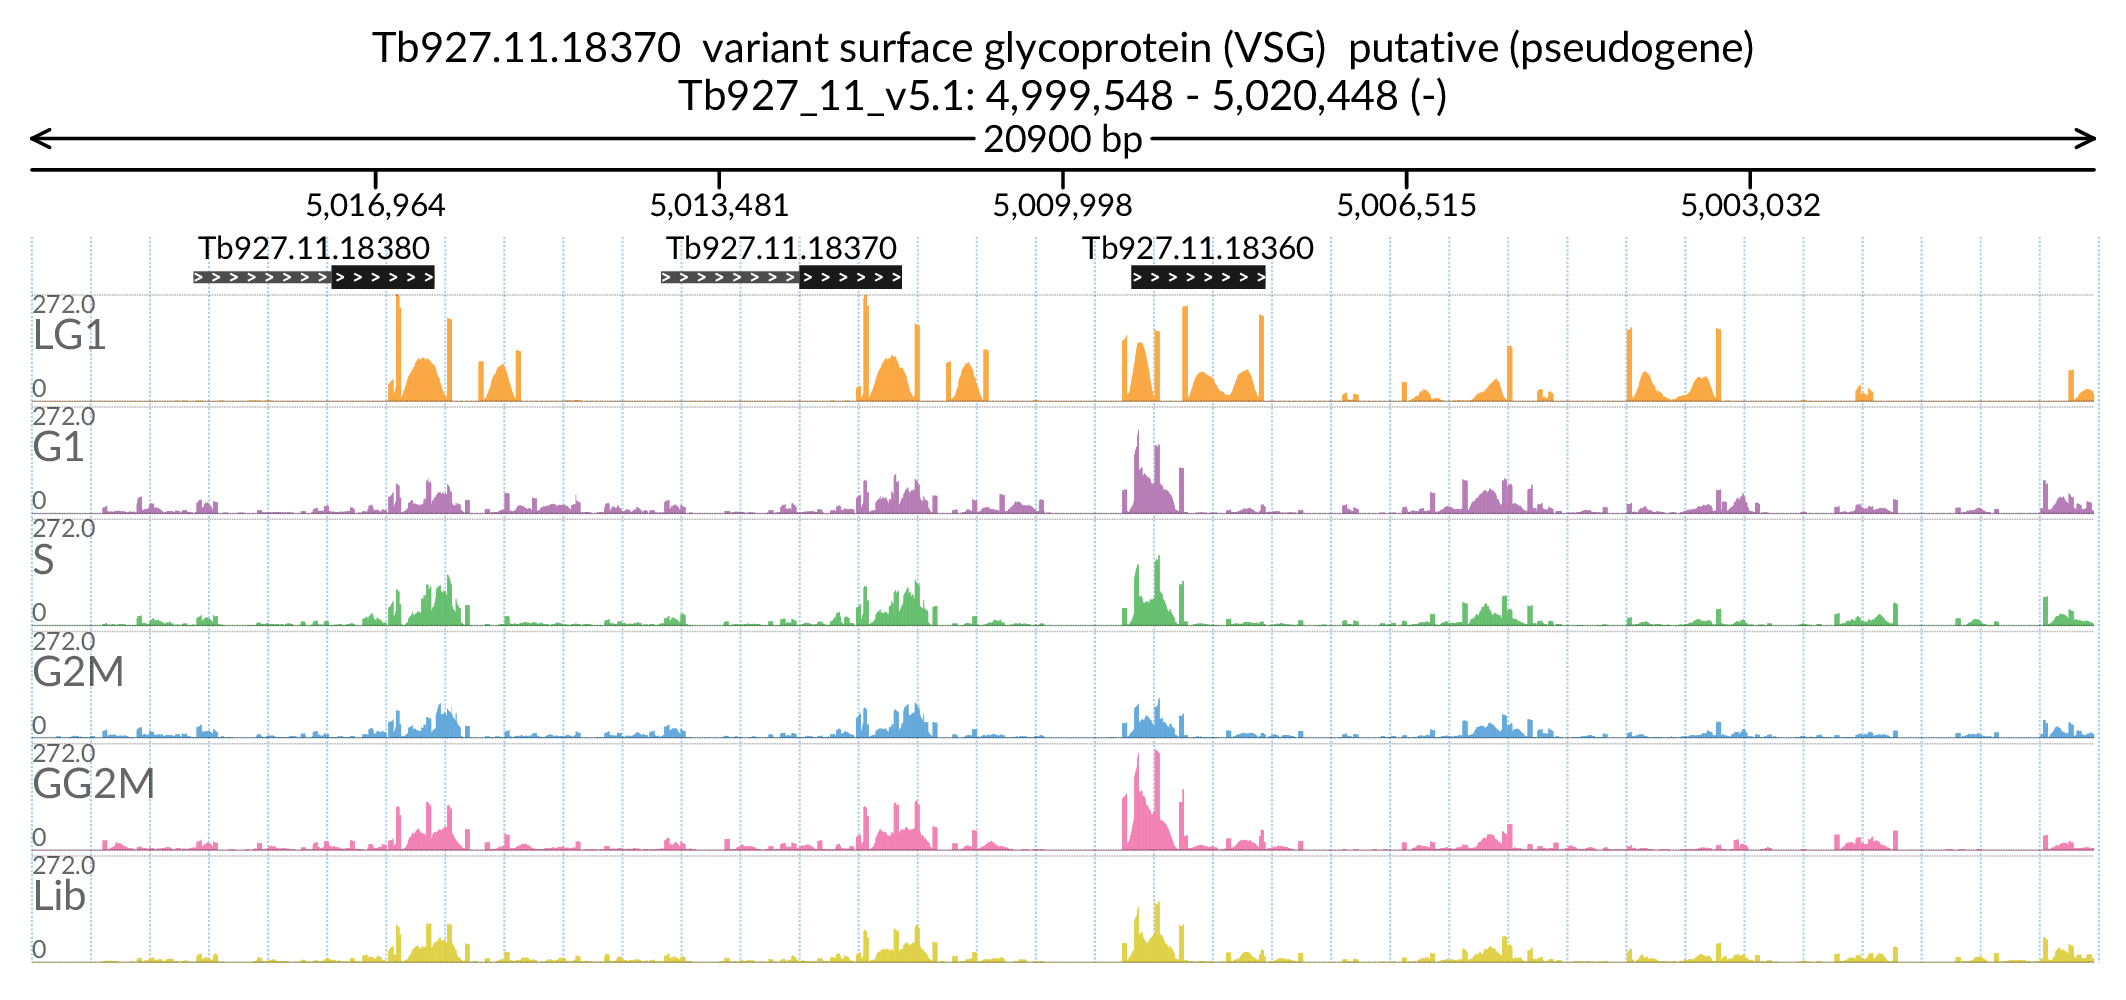 Tb927.11.18370 variant surface glycoprotein (VSG) putative (pseudogene)
Tb927_11_v5.1: 4,999,548 - 5,020,448 (-)
20900 bp
5,016,964 5,013,481 5,009,998 5,006,515 5,003,032
Tb927.11.18380 Tb927.11.18370 Tb927.11.18360
272.0
LG1
0
272.0
G1
0
272.0
S
0
272.0
G2M
0
272.0
GG2M
0
272.0
Lib
0